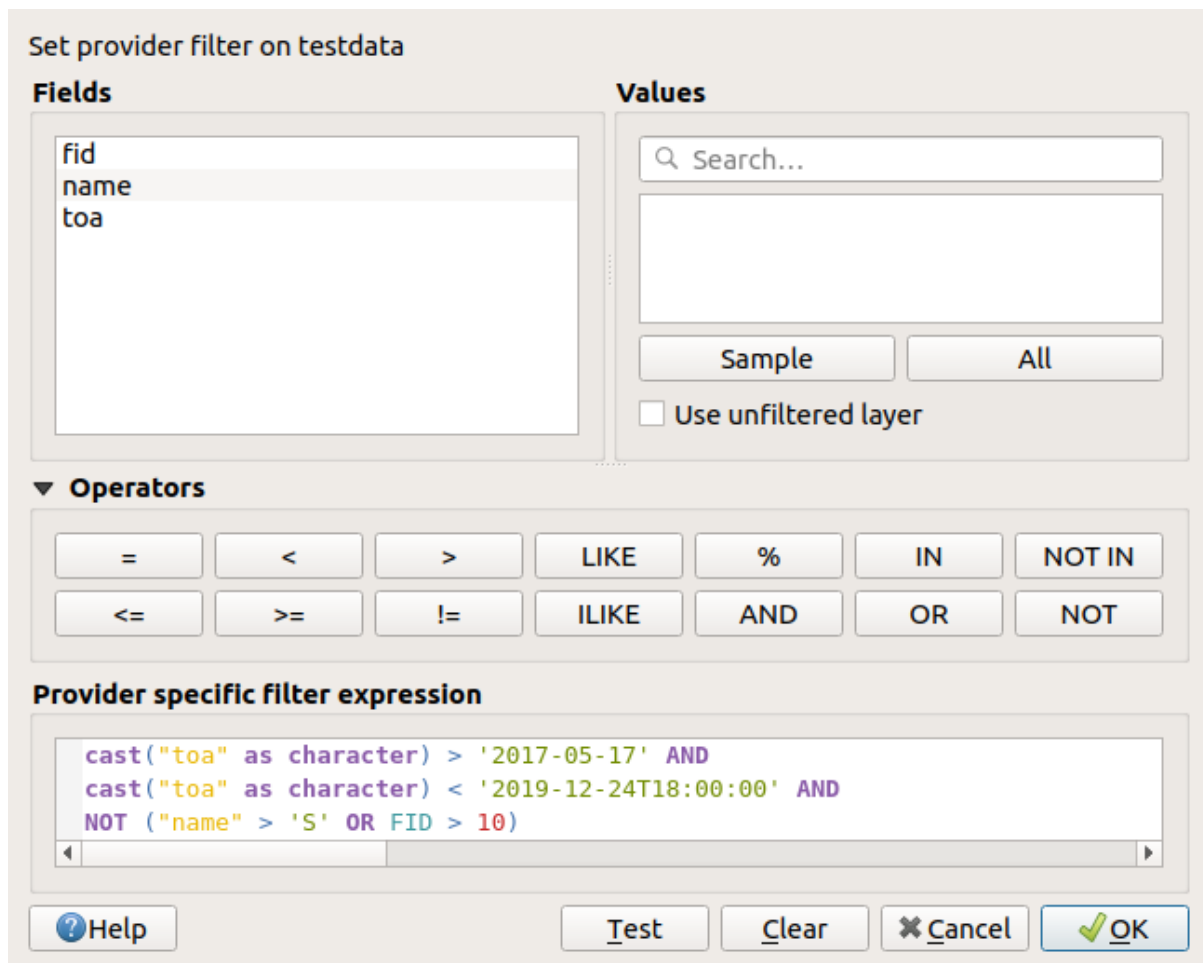 Set provider filter on testdata
Fields
Values
fid
name
toa
Search...
Sample
All
Use unfiltered layer
Operators
= < > LIKE % IN NOT IN
<= >= != ILIKE AND OR NOT
Provider specific filter expression
cast("toa" as character) > '2017-05-17' AND
cast("toa" as character) < '2019-12-24T18:00:00' AND
NOT ("name" > 'S' OR FID > 10)
Help Test Clear Cancel OK